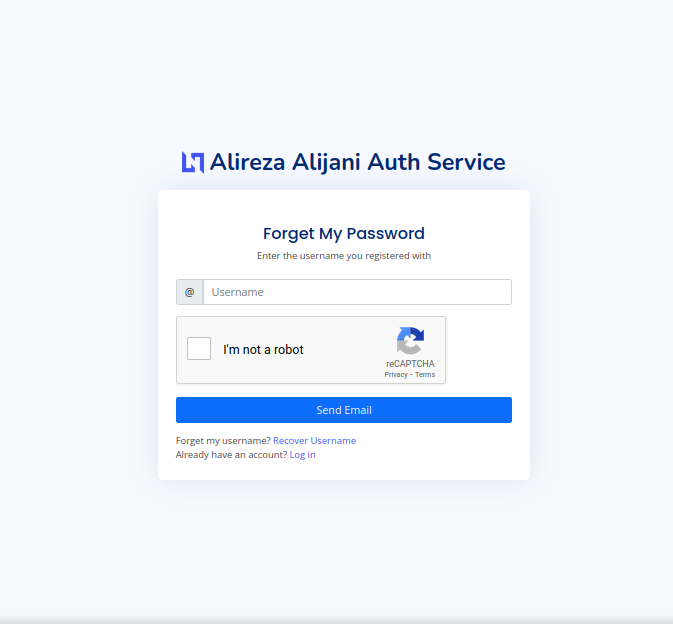 Alireza Alijani Auth Service
Forget My Password
Enter the username you registered with
@ Username
I'm not a robot
reCAPTCHA
Privacy - Terms
Send Email
Forget my username? Recover Username
Already have an account? Log in